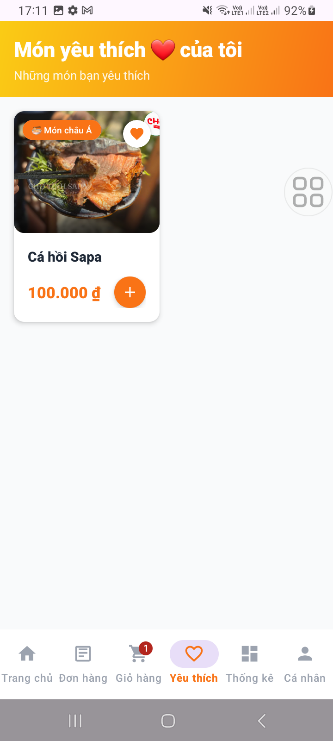 17:11
92%
Món yêu thích ❤️ của tôi
Những món bạn yêu thích
Món châu Á
Cá hồi Sapa
100.000 ₫
+
1
Trang chủ Đơn hàng Giỏ hàng Yêu thích Thống kê Cá nhân